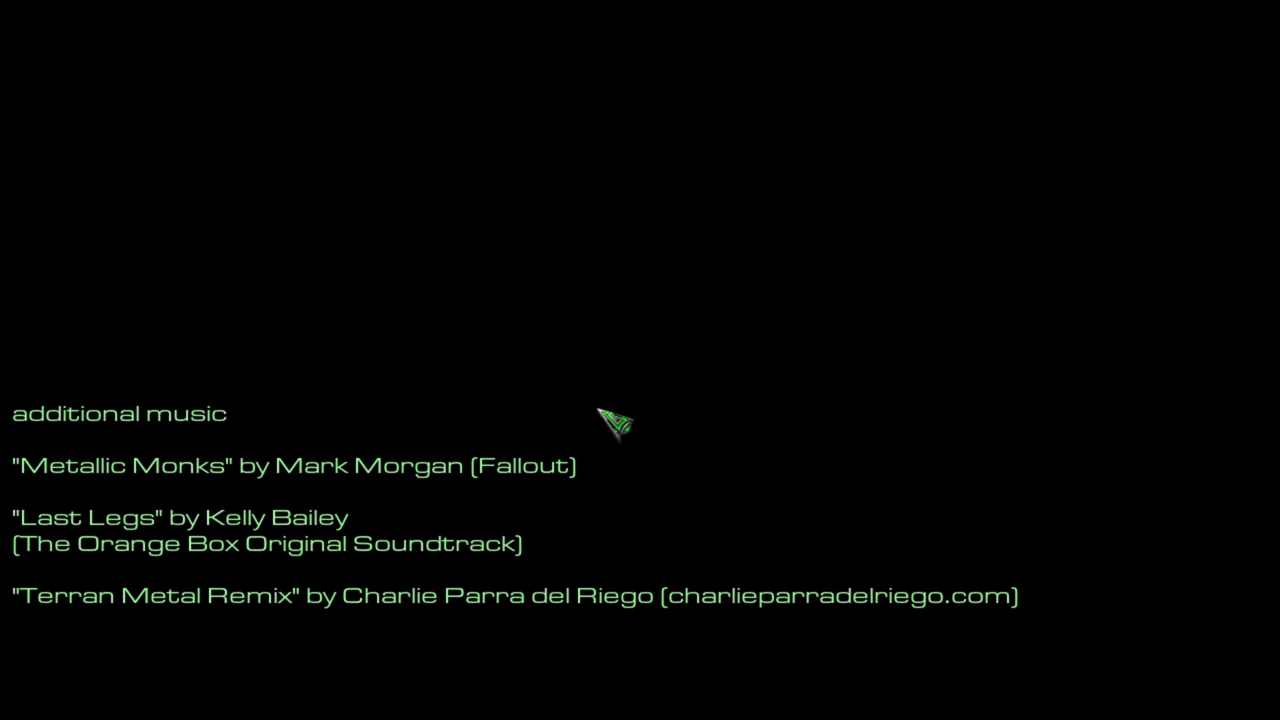 additional music
"Metallic Monks" by Mark Morgan (Fallout)
"Last Legs" by Kelly Bailey
(The Orange Box Original Soundtrack)
"Terran Metal Remix" by Charlie Parra del Riego (charlieparradelriego.com)